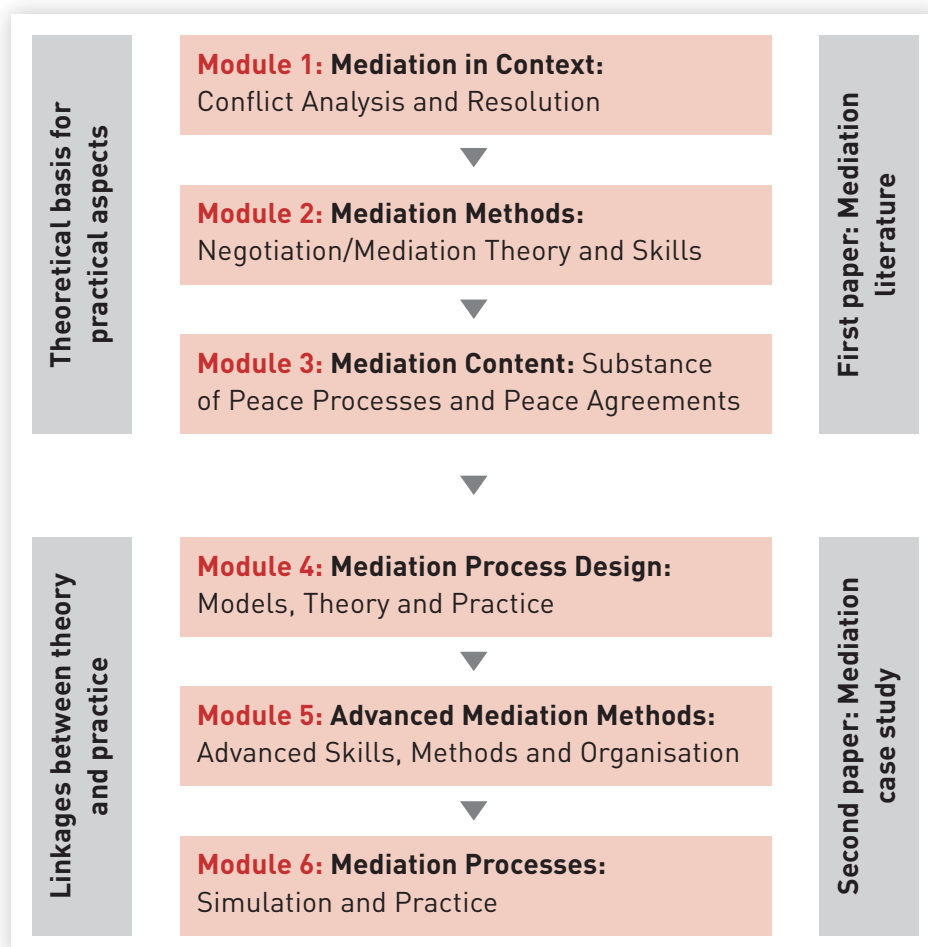 Theoretical basis for
practical aspects
Module 1: Mediation in Context:
Conflict Analysis and Resolution
Module 2: Mediation Methods:
Negotiation/Mediation Theory and Skills
Module 3: Mediation Content: Substance
of Peace Processes and Peace Agreements
First paper: Mediation
literature
Linkages between theory
and practice
Module 4: Mediation Process Design:
Models, Theory and Practice
Module 5: Advanced Mediation Methods:
Advanced Skills, Methods and Organisation
Module 6: Mediation Processes:
Simulation and Practice
Second paper: Mediation
case study